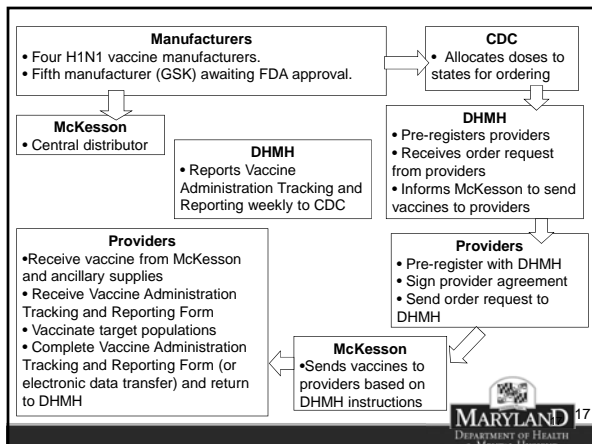 Manufacturers
• Four H1N1 vaccine manufacturers.
• Fifth manufacturer (GSK) awaiting FDA approval.
CDC
• Allocates doses to
states for ordering
McKesson
• Central distributor
DHMH
• Reports Vaccine
Administration Tracking and
Reporting weekly to CDC
DHMH
• Pre-registers providers
• Receives order request
from providers
• Informs McKesson to send
vaccines to providers
Providers
•Receive vaccine from McKesson
and ancillary supplies
• Receive Vaccine Administration
Tracking and Reporting Form
• Vaccinate target populations
• Complete Vaccine Administration
Tracking and Reporting Form (or
electronic data transfer) and return
to DHMH
Providers
• Pre-register with DHMH
• Sign provider agreement
• Send order request to
DHMH
McKesson
•Sends vaccines to
providers based on
DHMH instructions
MARYLAND
DEPARTMENT OF HEALTH
17